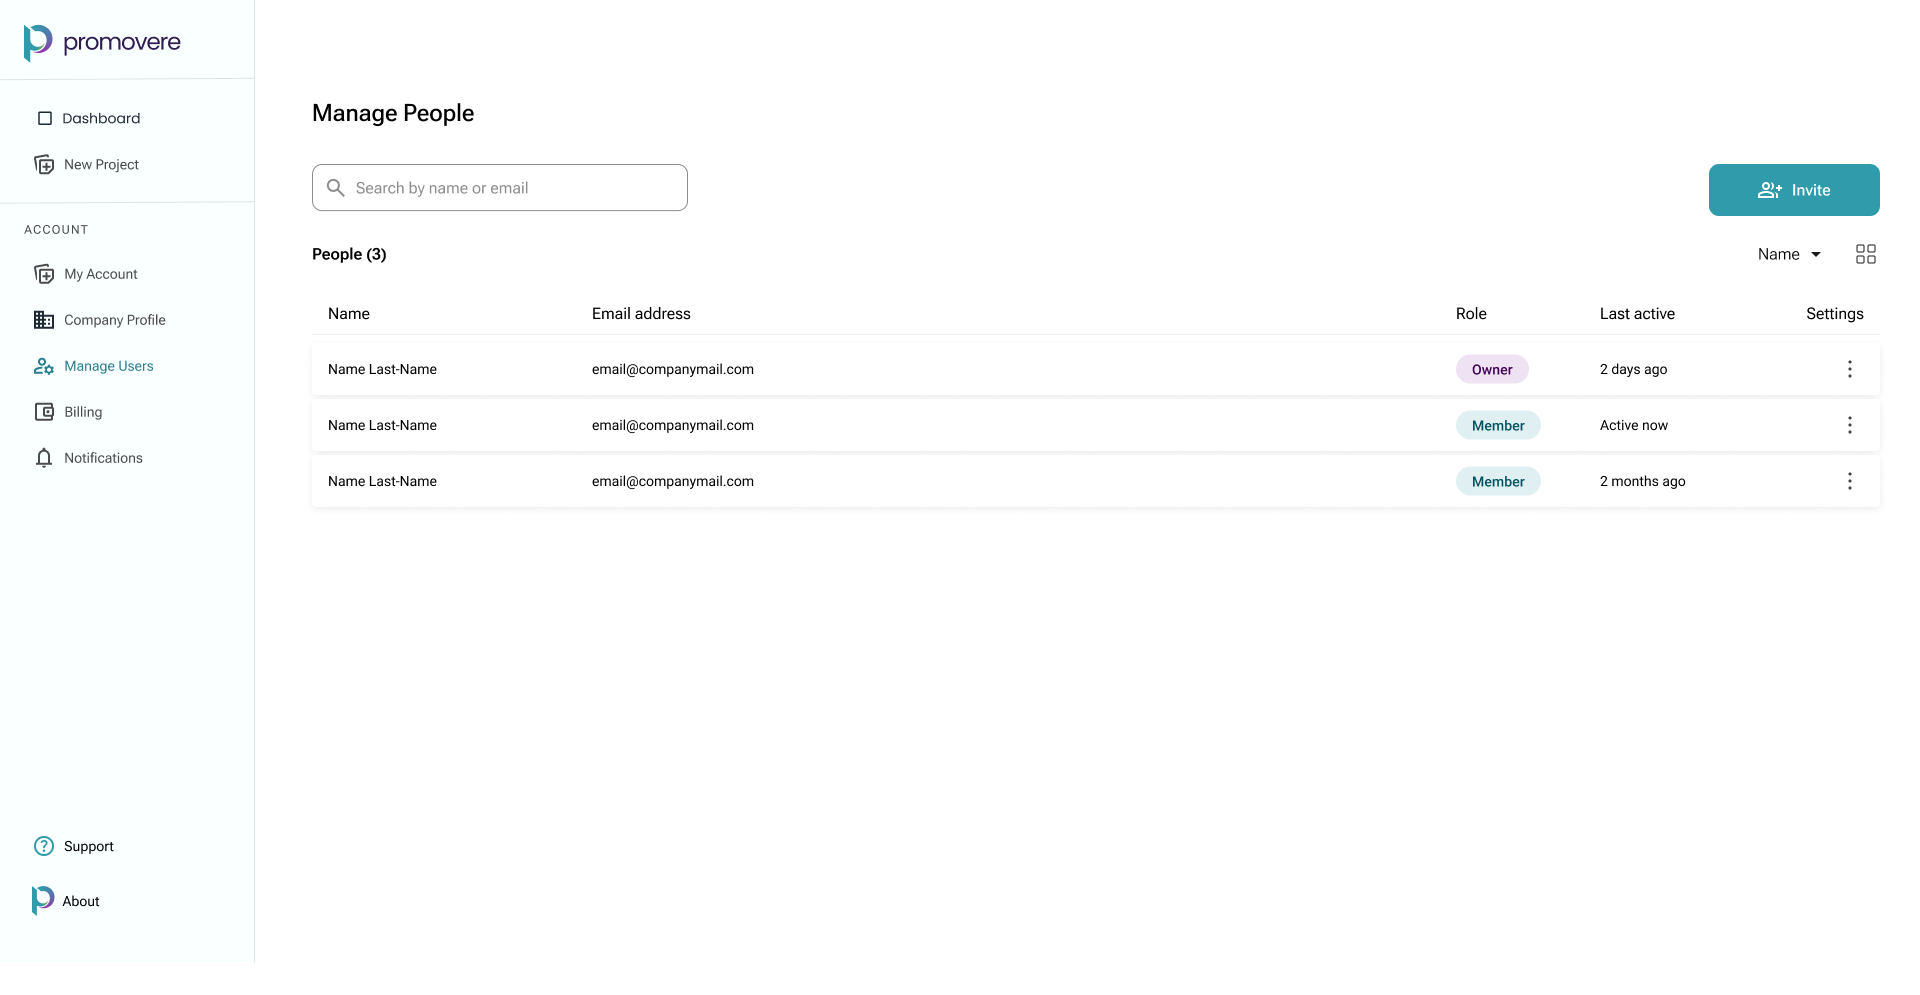 promovere
Dashboard
New Project
ACCOUNT
My Account
Company Profile
Manage Users
Billing
Notifications
Support
About
Manage People
Search by name or email
Invite
People (3)
Name
Name Email address Role Last active Settings
Name Last-Name email@companymail.com Owner 2 days ago
Name Last-Name email@companymail.com Member Active now
Name Last-Name email@companymail.com Member 2 months ago